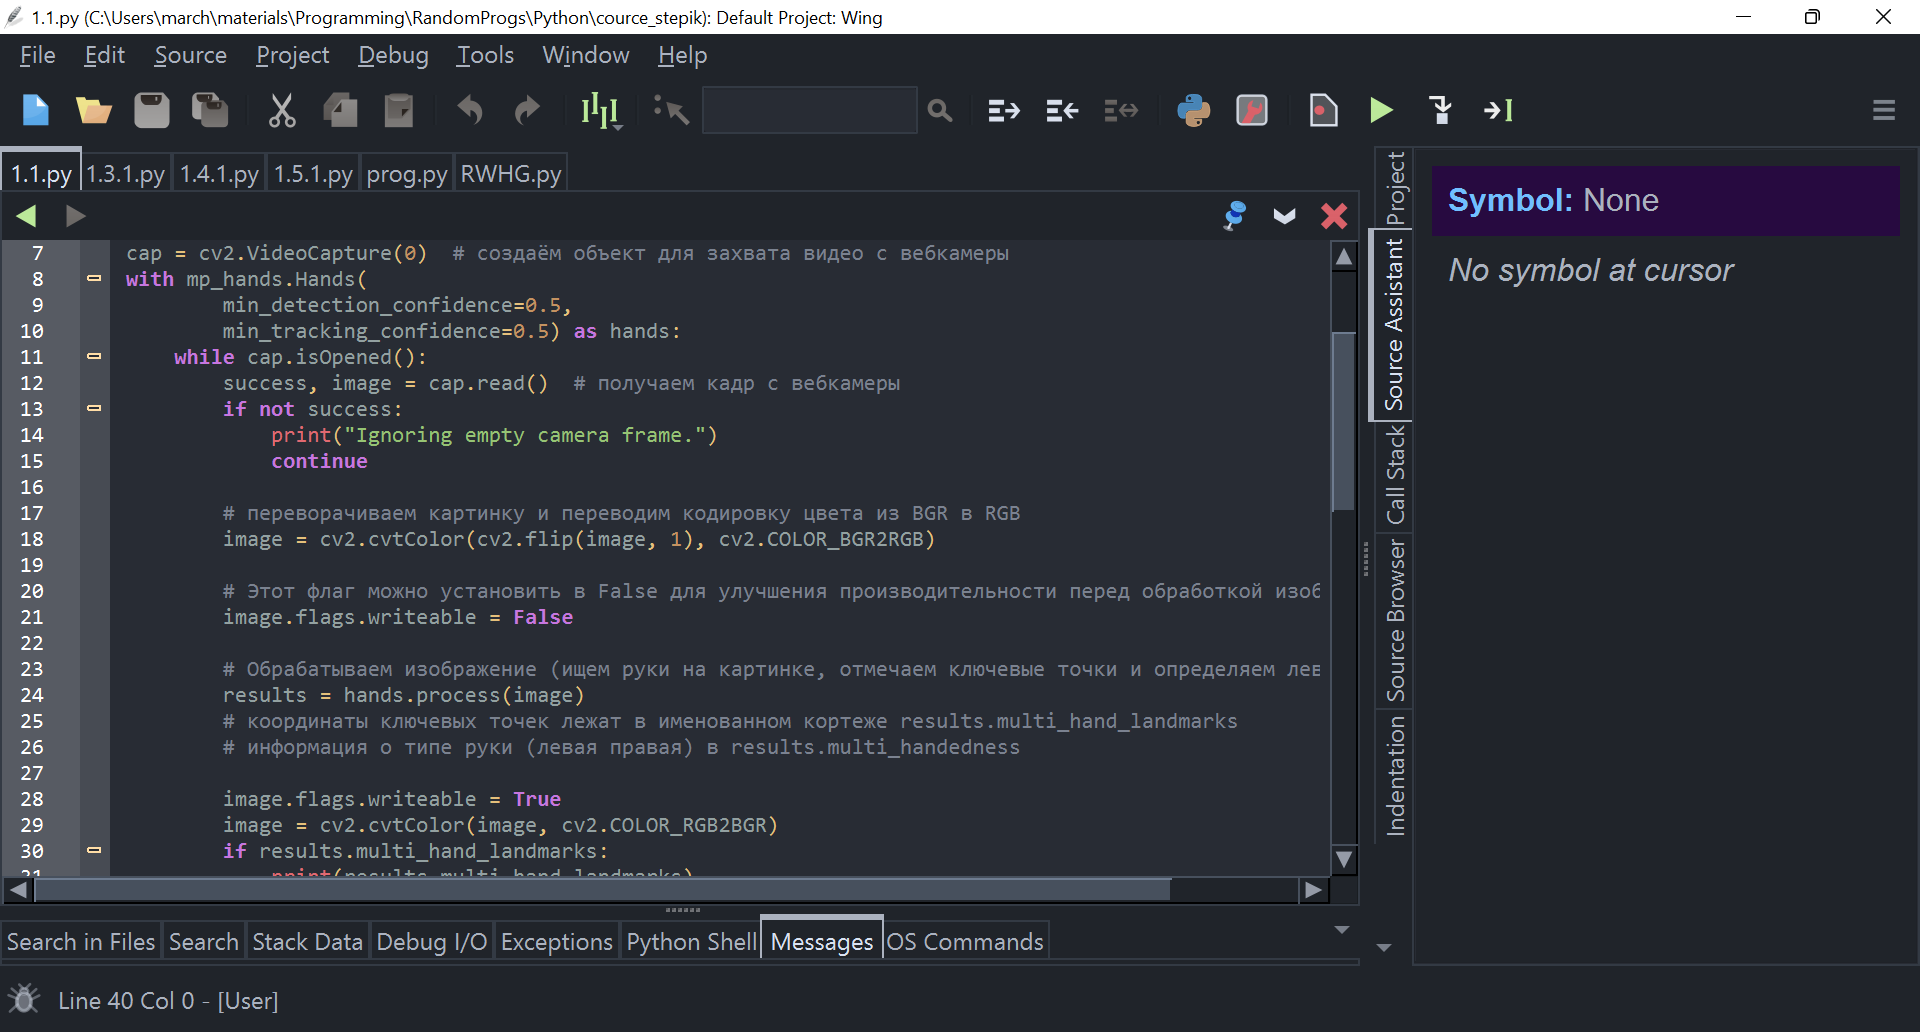 1.1.py (C:\Users\march\materials\Programming\RandomProgs\Python\cource_stepik): Default Project: Wing
File Edit Source Project Debug Tools Window Help
1.1.py 1.3.1.py 1.4.1.py 1.5.1.py prog.py RWHG.py
7 cap = cv2.VideoCapture(0)  # создаём объект для захвата видео с вебкамеры
8 with mp_hands.Hands(
9         min_detection_confidence=0.5,
10         min_tracking_confidence=0.5) as hands:
11     while cap.isOpened():
12         success, image = cap.read()  # получаем кадр с вебкамеры
13         if not success:
14             print("Ignoring empty camera frame.")
15             continue
16
17         # переворачиваем картинку и переводим кодировку цвета из BGR в RGB
18         image = cv2.cvtColor(cv2.flip(image, 1), cv2.COLOR_BGR2RGB)
19
20         # Этот флаг можно установить в False для улучшения производительности перед обработкой изоб
21         image.flags.writeable = False
22
23         # Обрабатываем изображение (ищем руки на картинке, отмечаем ключевые точки и определяем лев
24         results = hands.process(image)
25         # координаты ключевых точек лежат в именованном кортеже results.multi_hand_landmarks
26         # информация о типе руки (левая правая) в results.multi_handedness
27
28         image.flags.writeable = True
29         image = cv2.cvtColor(image, cv2.COLOR_RGB2BGR)
30         if results.multi_hand_landmarks:
31             print(results.multi_hand_landmarks)
Project
Source Assistant
Call Stack
Source Browser
Indentation
Symbol: None
No symbol at cursor
Search in Files Search Stack Data Debug I/O Exceptions Python Shell Messages OS Commands
Line 40 Col 0 - [User]